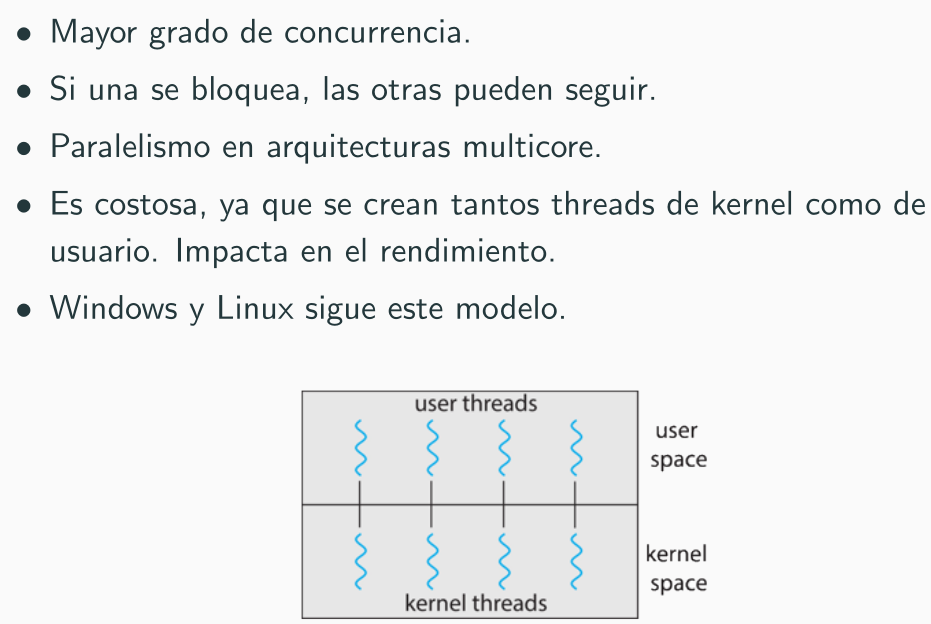 • Mayor grado de concurrencia.
• Si una se bloquea, las otras pueden seguir.
• Paralelismo en arquitecturas multicore.
• Es costosa, ya que se crean tantos threads de kernel como de
usuario. Impacta en el rendimiento.
• Windows y Linux sigue este modelo.
user threads
user
space
kernel
space
kernel threads